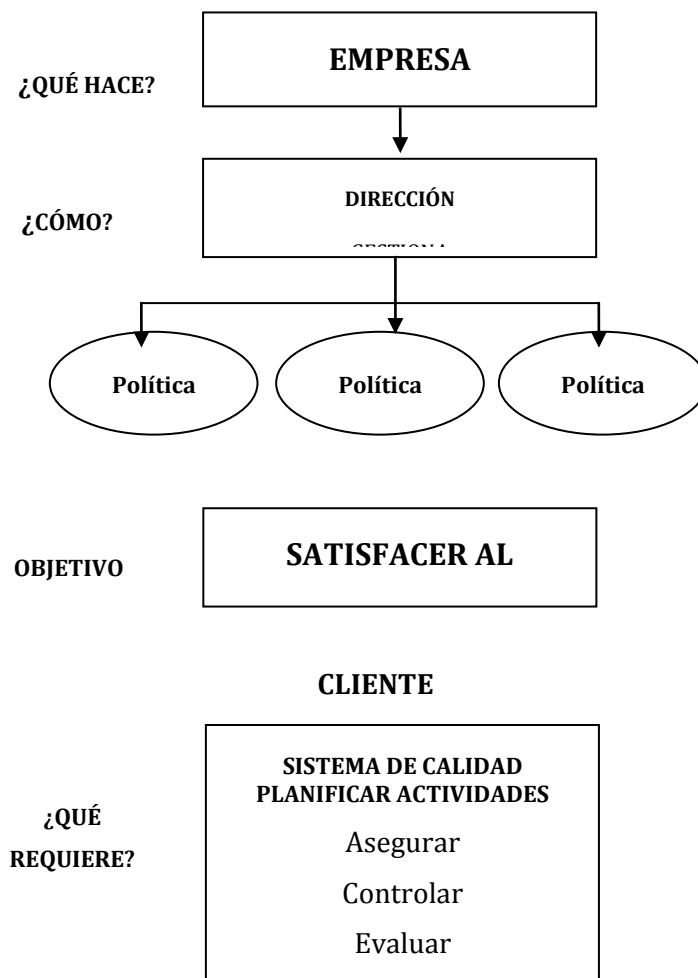 EMPRESA
¿QUÉ HACE?
DIRECCIÓN
¿CÓMO?
Política
Política
Política
SATISFACER AL
OBJETIVO
CLIENTE
SISTEMA DE CALIDAD
PLANIFICAR ACTIVIDADES
¿QUÉ
REQUIERE?
Asegurar
Controlar
Evaluar